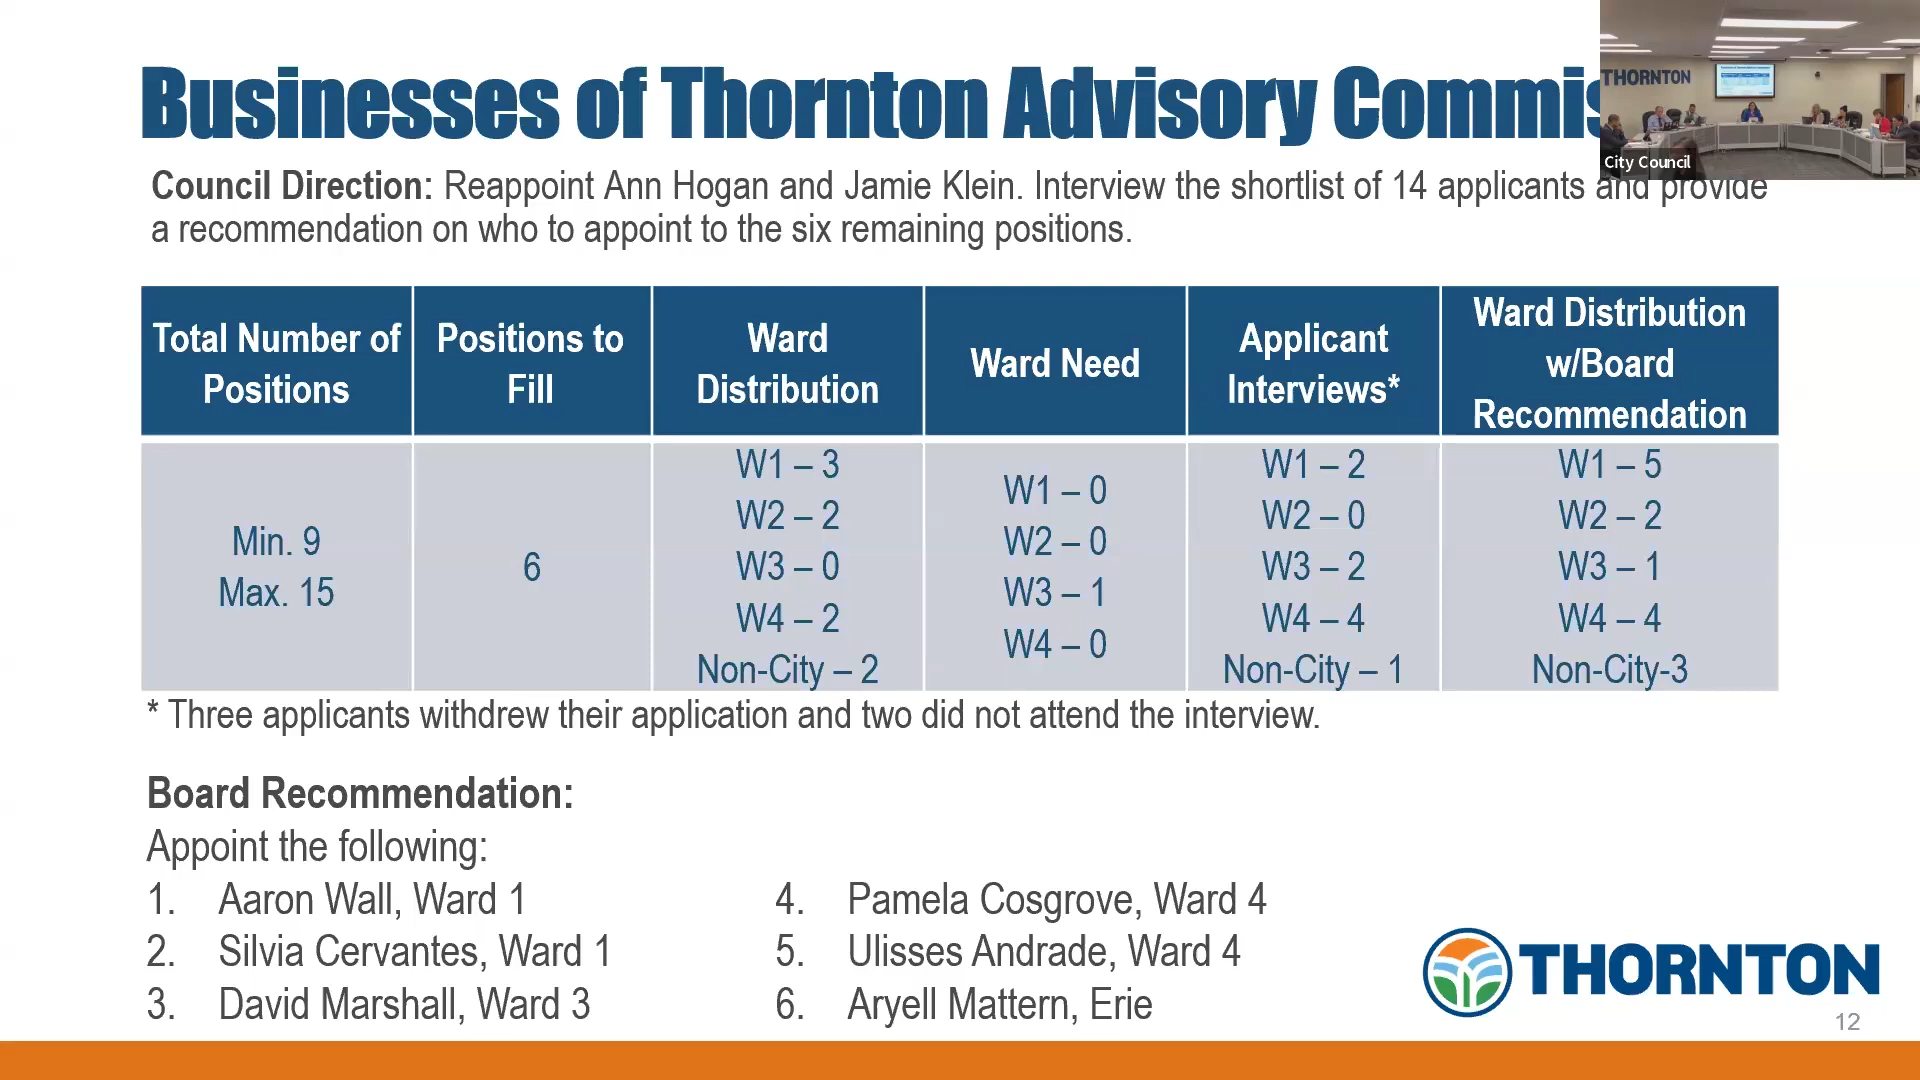 Businesses of Thornton Advisory
THORNTON
City Council
Council Direction: Reappoint Ann Hogan and Jamie Klein. Interview the shortlist of 14 applicants and provide
a recommendation on who to appoint to the six remaining positions.
Total Number of Positions
Positions to Fill
Ward Distribution
Ward Need
Applicant Interviews*
Ward Distribution w/Board Recommendation
Min. 9
Max. 15
6
W1 – 3
W2 – 2
W3 – 0
W4 – 2
Non-City – 2
W1 – 0
W2 – 0
W3 – 1
W4 – 0
W1 – 2
W2 – 0
W3 – 2
W4 – 4
Non-City – 1
W1 – 5
W2 – 2
W3 – 1
W4 – 4
Non-City-3
* Three applicants withdrew their application and two did not attend the interview.
Board Recommendation:
Appoint the following:
1. Aaron Wall, Ward 1
2. Silvia Cervantes, Ward 1
3. David Marshall, Ward 3
4. Pamela Cosgrove, Ward 4
5. Ulisses Andrade, Ward 4
6. Aryell Mattern, Erie
THORNTON
12